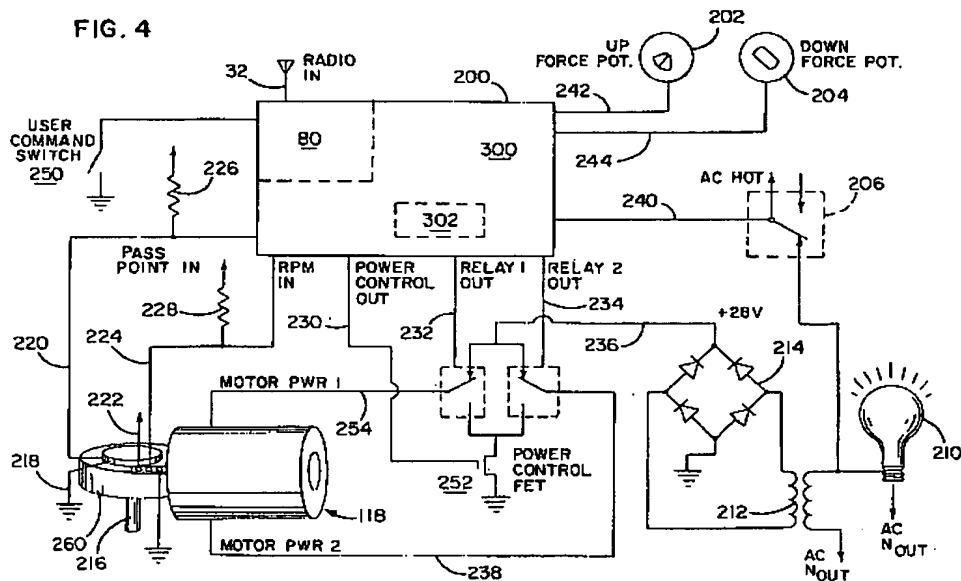 FIG. 4
RADIO IN
32
200
202
UP FORCE POT.
DOWN FORCE POT.
204
242
244
USER COMMAND SWITCH
250
80
300
302
226
AC HOT
206
240
PASS POINT IN
RPM IN
POWER CONTROL OUT
RELAY 1 OUT
RELAY 2 OUT
228
230
232
234
+28V
236
214
220
224
222
MOTOR PWR 1
254
218
260
216
118
252
POWER CONTROL FET
210
212
AC NOUT
AC NOUT
MOTOR PWR 2
238